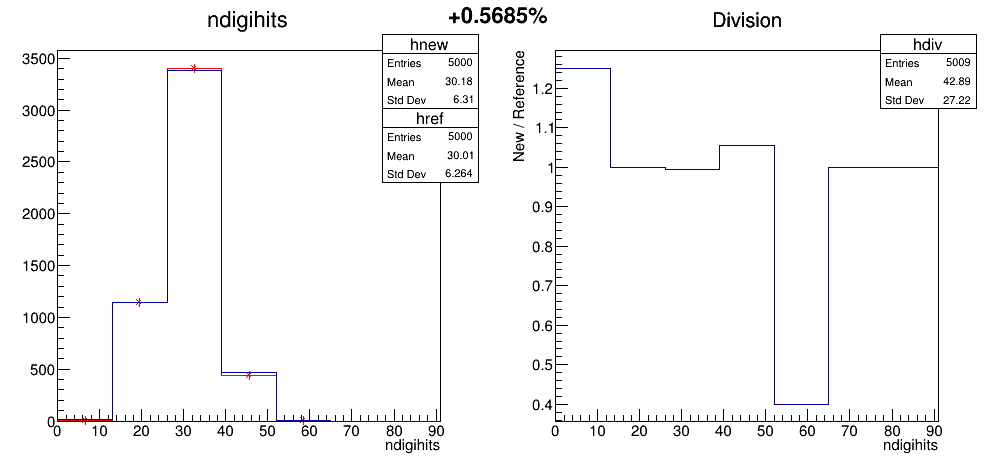 +0.5685%
ndigihits
hnew
Entries 5000
Mean 30.18
Std Dev 6.31
href
Entries 5000
Mean 30.01
Std Dev 6.264
3500
3000
2500
2000
1500
1000
500
0
0 10 20 30 40 50 60 70 80 90
ndigihits
Division
hdiv
Entries 5009
Mean 42.89
Std Dev 27.22
New / Reference
1.2
1.1
1
0.9
0.8
0.7
0.6
0.5
0.4
0 10 20 30 40 50 60 70 80 90
ndigihits